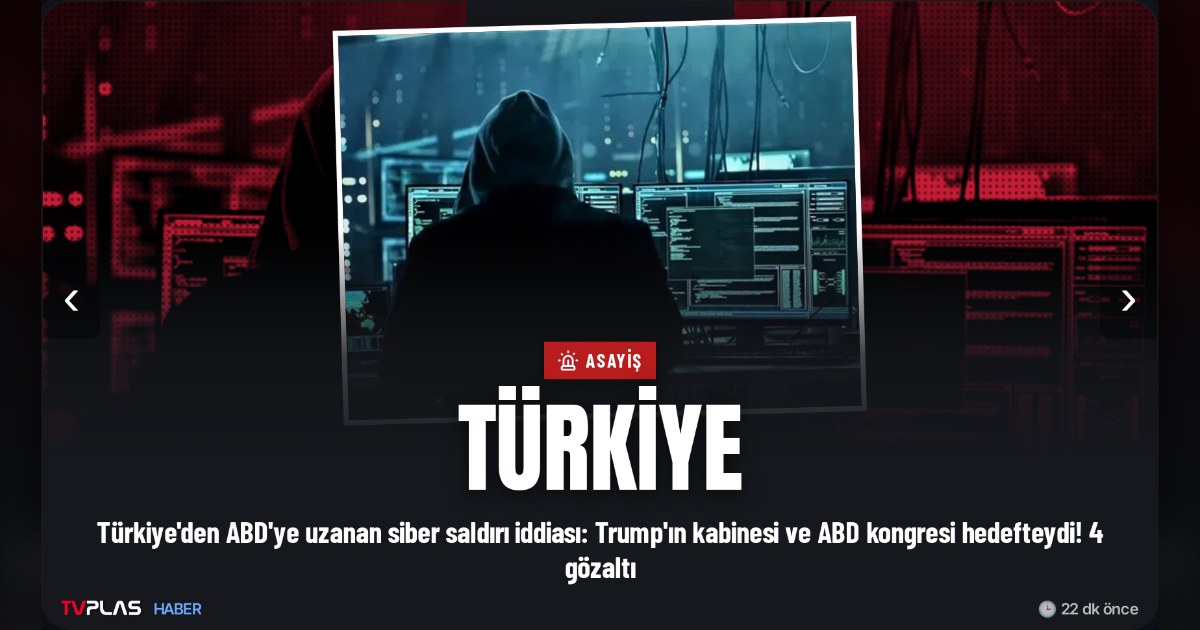 ASAYİŞ
TÜRKİYE
Türkiye'den ABD'ye uzanan siber saldırı iddiası: Trump'ın kabinesi ve ABD kongresi hedefteydi! 4
gözaltı
TVPLAS HABER
22 dk önce